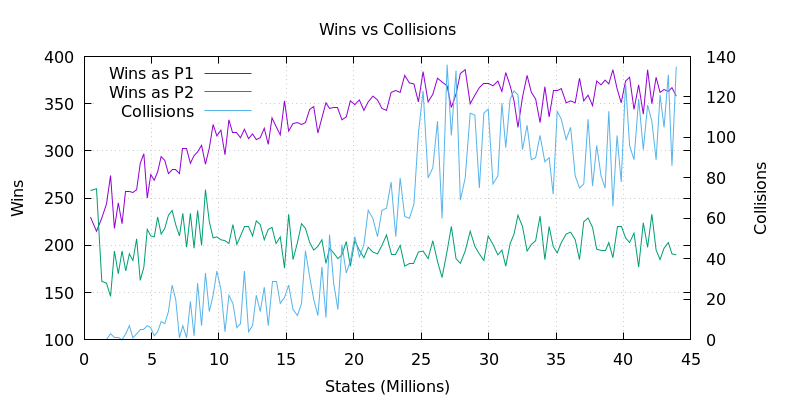 Wins vs Collisions
400
350
300
250
200
150
100
140
120
100
80
60
40
20
0
Wins as P1
Wins as P2
Collisions
Wins
Collisions
0 5 10 15 20 25 30 35 40 45
States (Millions)